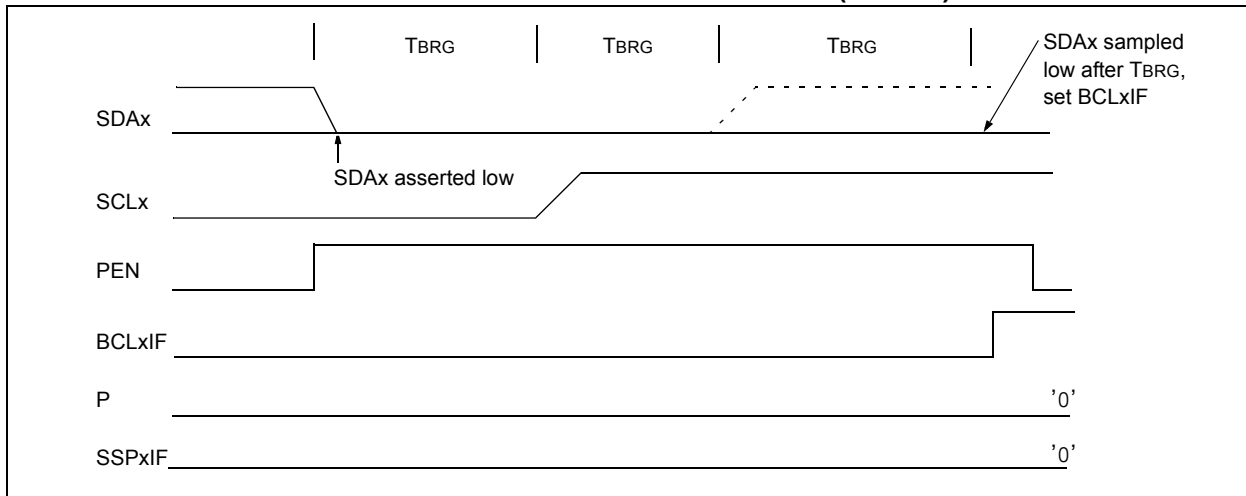 TBRG TBRG TBRG
SDAx sampled
low after TBRG,
set BCLxIF
SDAx
SDAx asserted low
SCLx
PEN
BCLxIF
P '0'
SSPxIF '0'